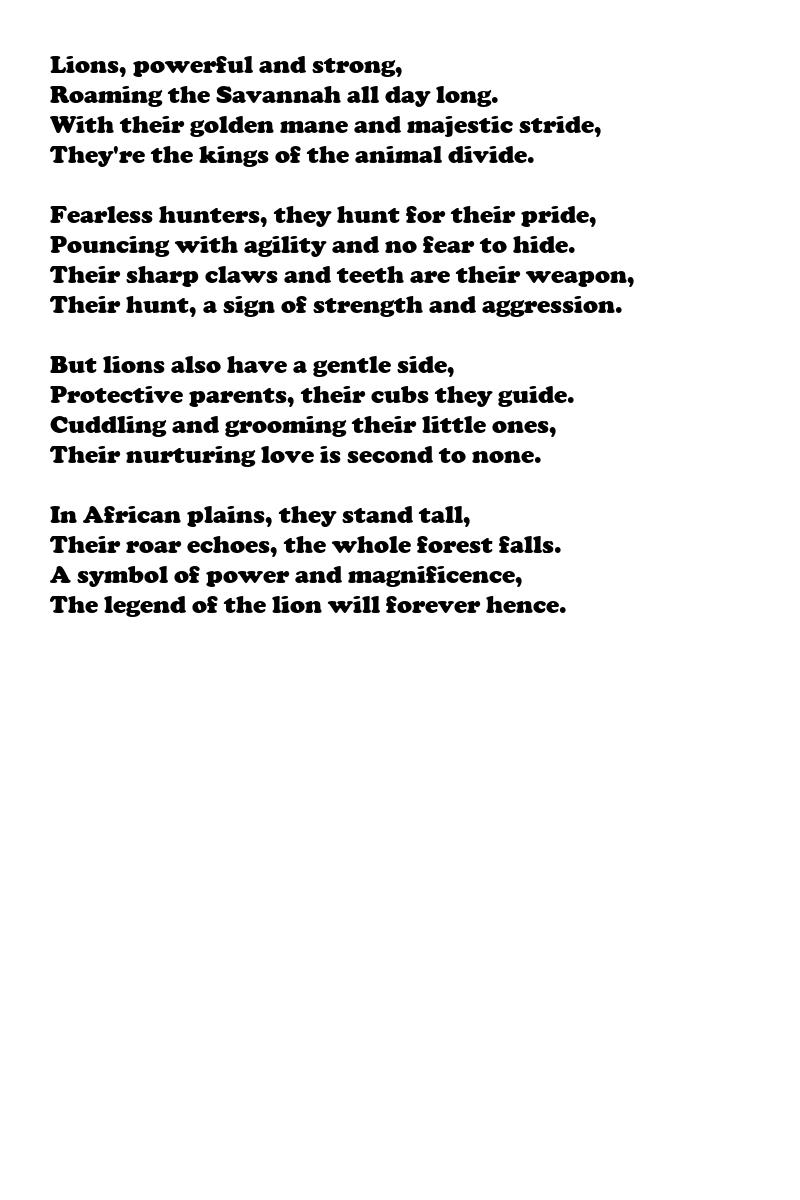 Lions, powerful and strong,
Roaming the Savannah all day long.
With their golden mane and majestic stride,
They're the kings of the animal divide.

Fearless hunters, they hunt for their pride,
Pouncing with agility and no fear to hide.
Their sharp claws and teeth are their weapon,
Their hunt, a sign of strength and aggression.

But lions also have a gentle side,
Protective parents, their cubs they guide.
Cuddling and grooming their little ones,
Their nurturing love is second to none.

In African plains, they stand tall,
Their roar echoes, the whole forest falls.
A symbol of power and magnificence,
The legend of the lion will forever hence.